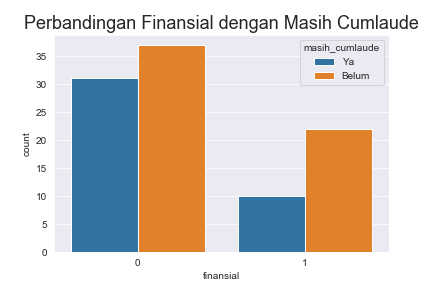 Perbandingan Finansial dengan Masih Cumlaude
masih_cumlaude
Ya
Belum
count
35
30
25
20
15
10
5
0
0
1
finansial